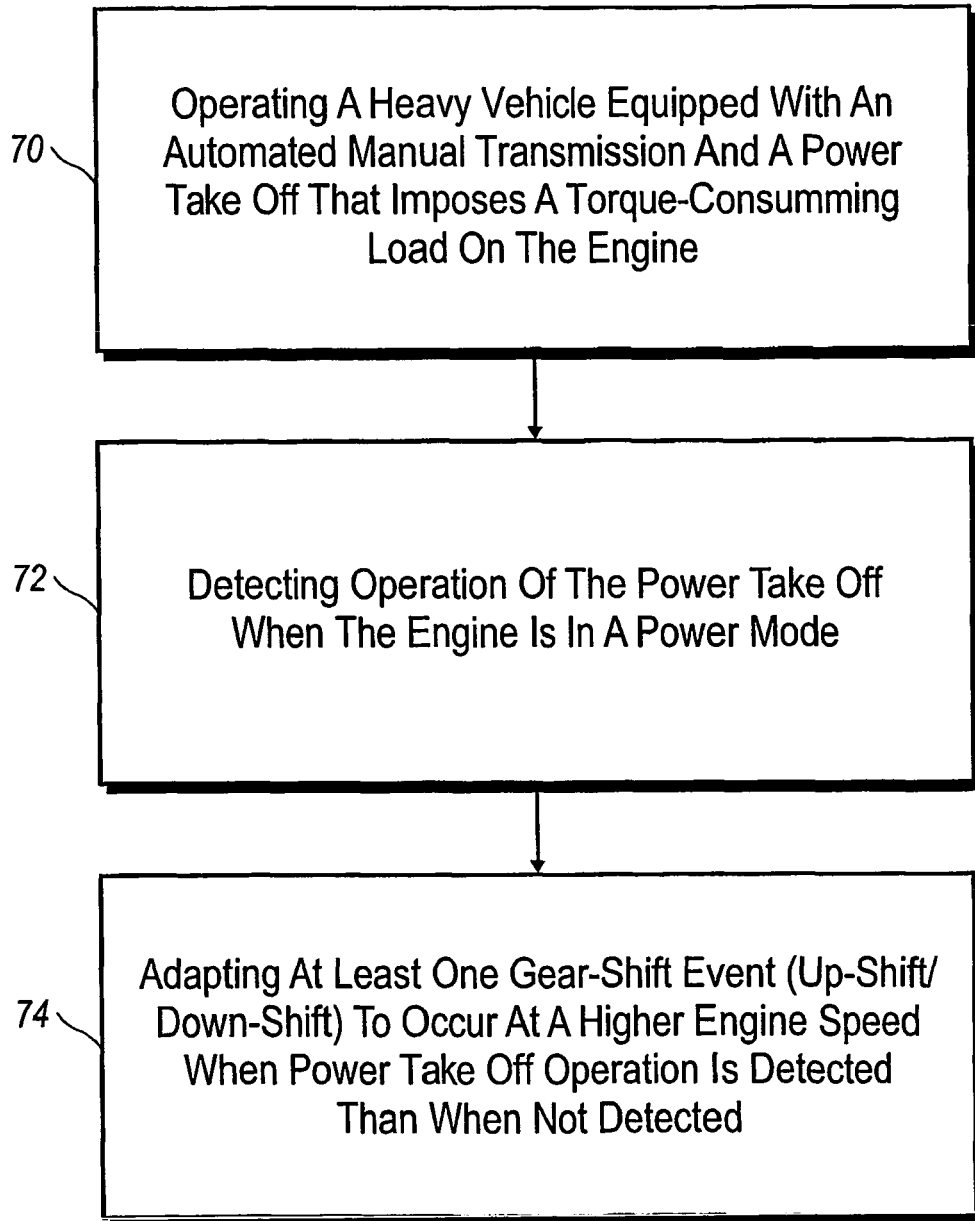 70
Operating A Heavy Vehicle Equipped With An
Automated Manual Transmission And A Power
Take Off That Imposes A Torque-Consumming
Load On The Engine
72
Detecting Operation Of The Power Take Off
When The Engine Is In A Power Mode
74
Adapting At Least One Gear-Shift Event (Up-Shift/
Down-Shift) To Occur At A Higher Engine Speed
When Power Take Off Operation Is Detected
Than When Not Detected